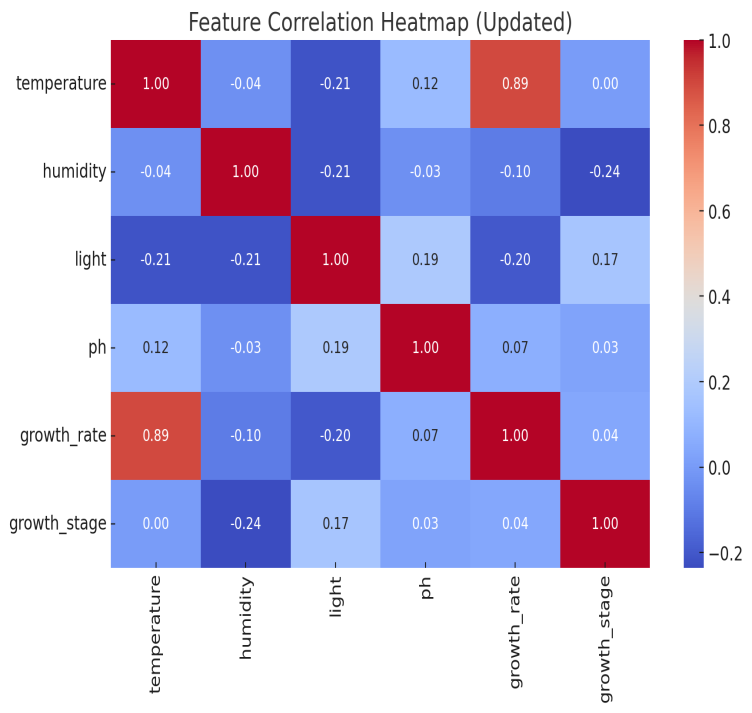 Feature Correlation Heatmap (Updated)
temperature 1.00 -0.04 -0.21 0.12 0.89 0.00
humidity -0.04 1.00 -0.21 -0.03 -0.10 -0.24
light -0.21 -0.21 1.00 0.19 -0.20 0.17
ph 0.12 -0.03 0.19 1.00 0.07 0.03
growth_rate 0.89 -0.10 -0.20 0.07 1.00 0.04
growth_stage 0.00 -0.24 0.17 0.03 0.04 1.00
temperature
humidity
light
ph
growth_rate
growth_stage
1.0
0.8
0.6
0.4
0.2
0.0
−0.2